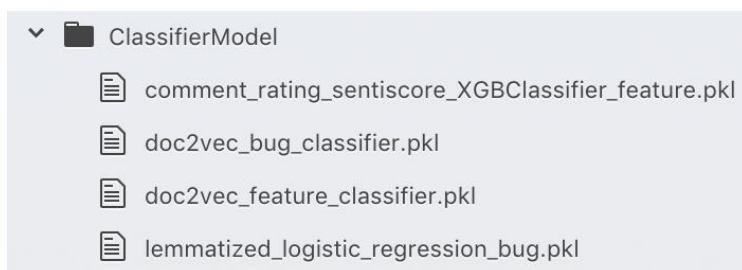 ClassifierModel
comment_rating_sentiscore_XGBClassifier_feature.pkl
doc2vec_bug_classifier.pkl
doc2vec_feature_classifier.pkl
lemmatized_logistic_regression_bug.pkl